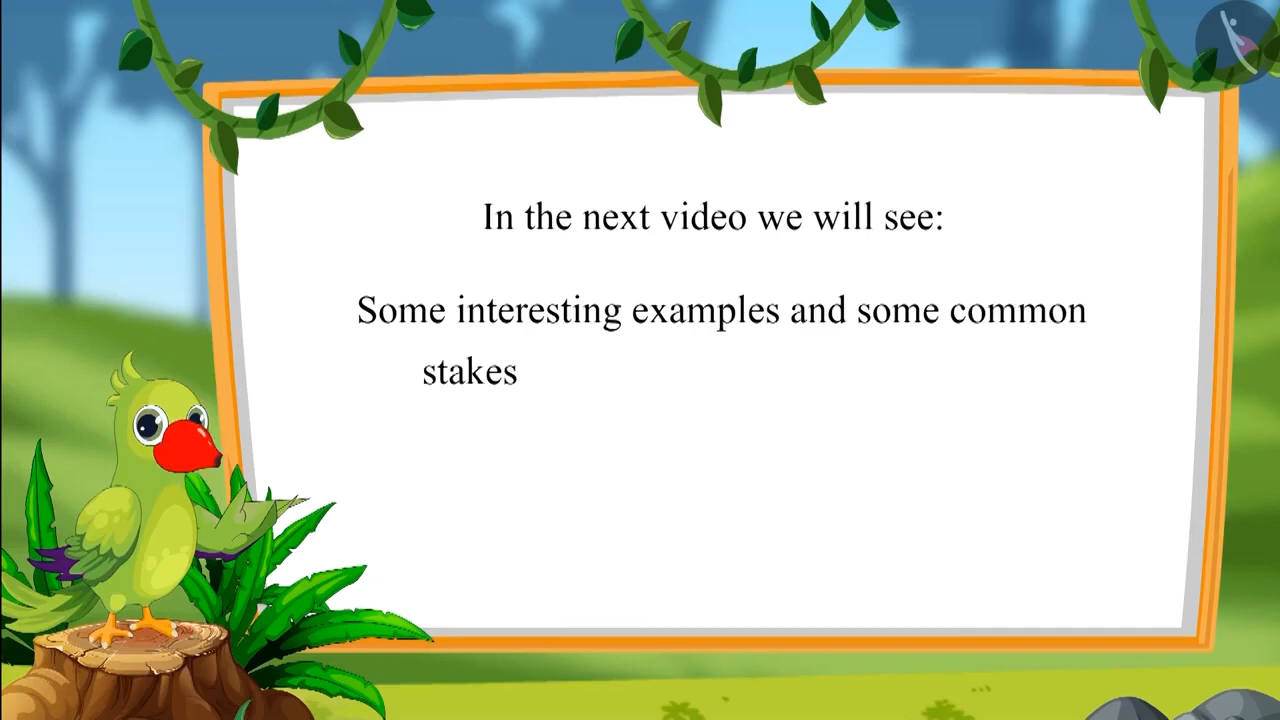 In the next video we will see:
Some interesting examples and some common
stakes